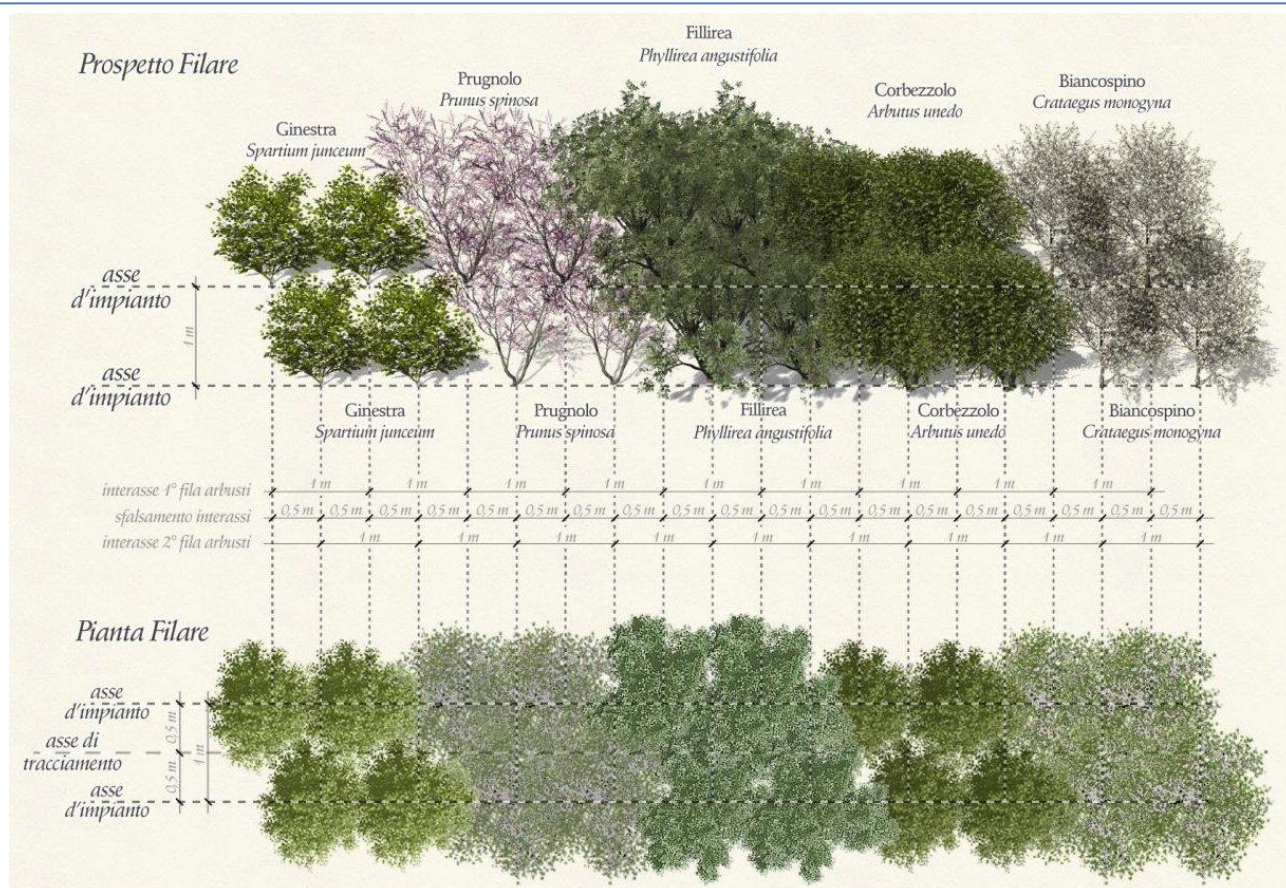 Prospetto Filare
Fillirea
Phyllirea angustifolia
Prugnolo
Prunus spinosa
Biancospino
Crataegus monogyna
Corbezzolo
Arbutus unedo
Ginestra
Spartium junceum
asse
d'impianto
1 m
asse
d'impianto
Ginestra
Spartium junceum
Prugnolo
Prunus spinosa
Fillirea
Phyllirea angustifolia
Corbezzolo
Arbutus unedo
Biancospino
Crataegus monogyna
interasse 1° fila arbusti 1 m 1 m 1 m 1 m 1 m 1 m 1 m 1 m 1 m
sfalsamento interassi 0,5 m 0,5 m 0,5 m 0,5 m 0,5 m 0,5 m 0,5 m 0,5 m 0,5 m 0,5 m 0,5 m 0,5 m 0,5 m 0,5 m 0,5 m 0,5 m 0,5 m 0,5 m 0,5 m
interasse 2° fila arbusti 1 m 1 m 1 m 1 m 1 m 1 m 1 m 1 m 1 m
Pianta Filare
asse
d'impianto
0,5 m
asse di
tracciamento
1 m
0,5 m
asse
d'impianto